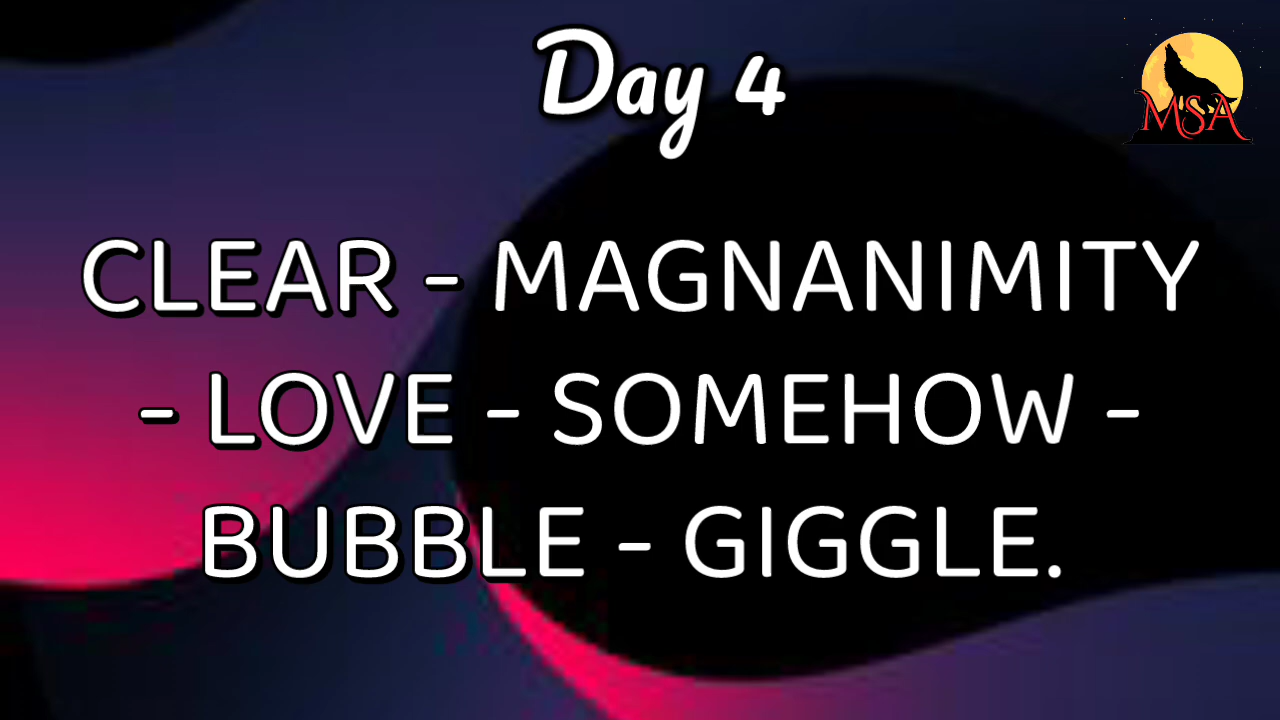 Day 4
MSA
CLEAR - MAGNANIMITY
- LOVE - SOMEHOW -
BUBBLE - GIGGLE.